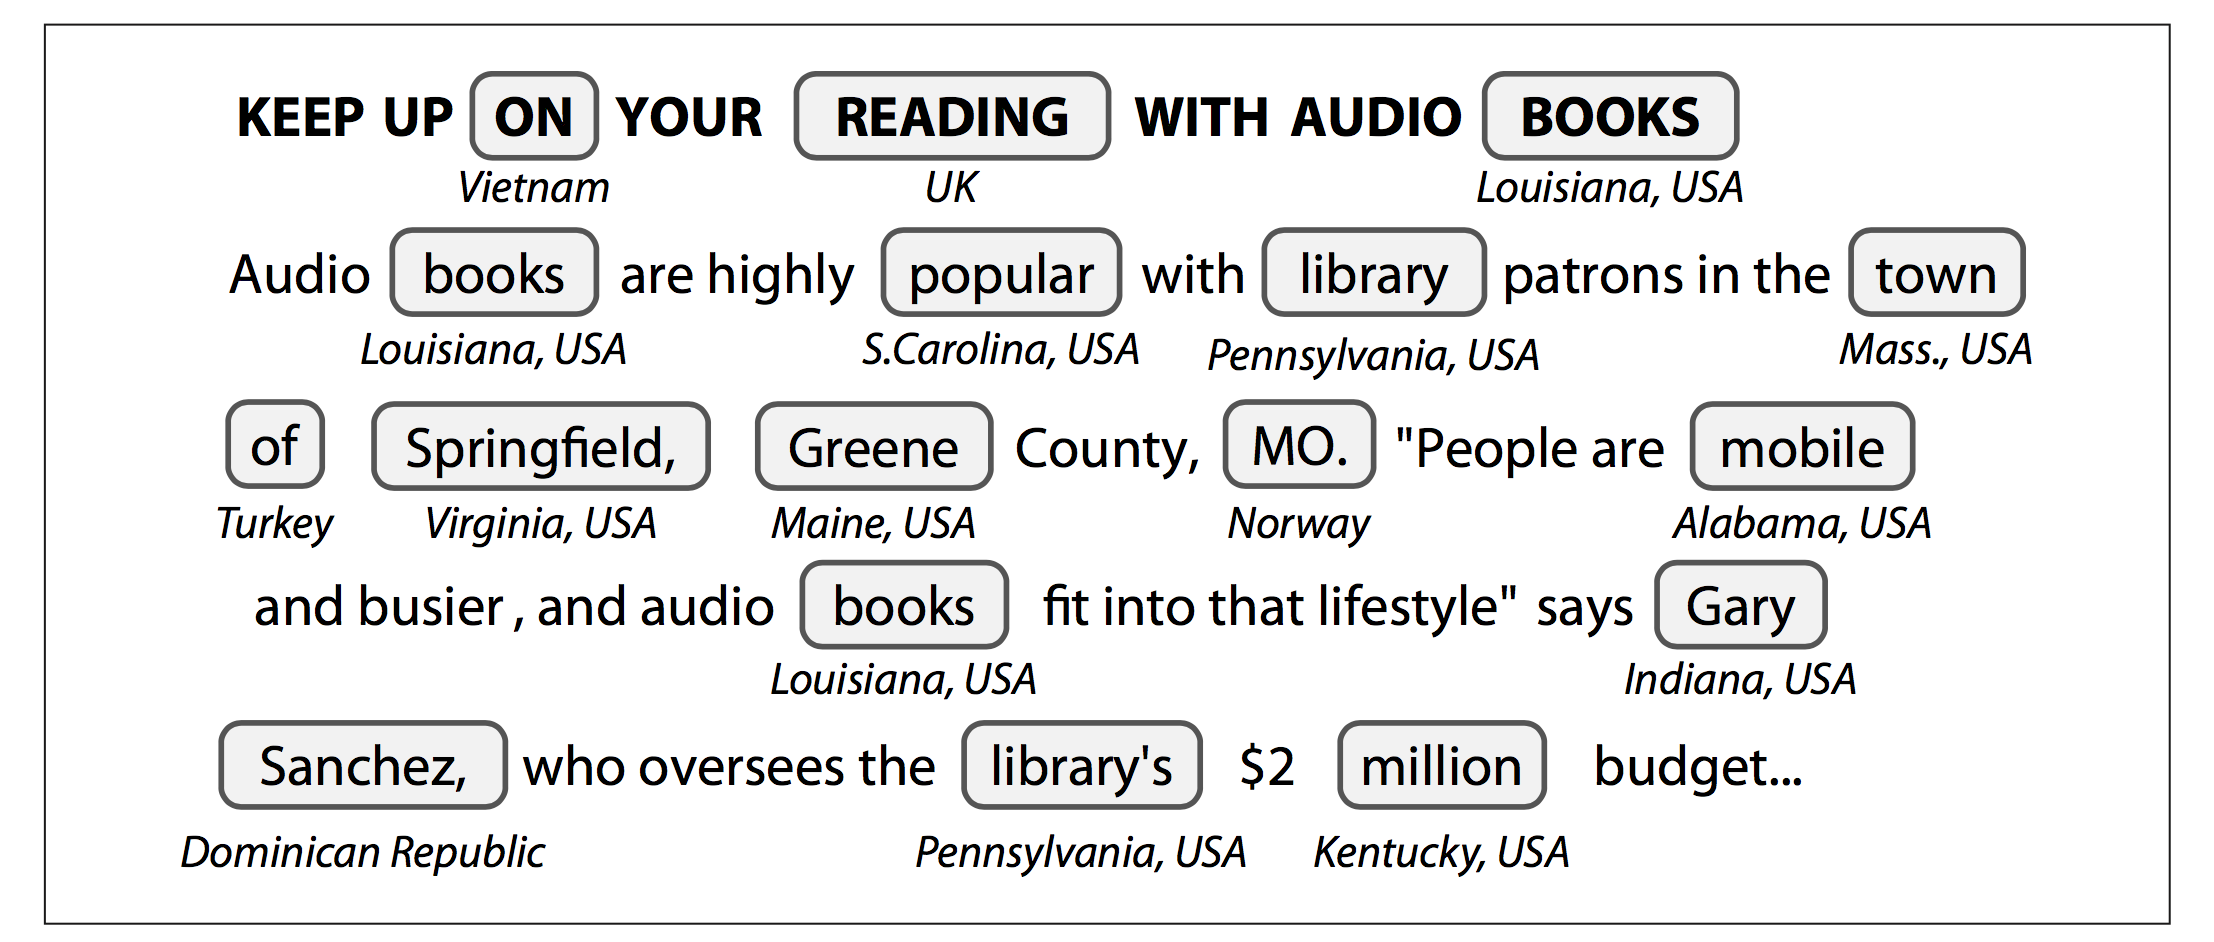 KEEP UP ON YOUR READING WITH AUDIO BOOKS
Vietnam UK Louisiana, USA
Audio books are highly popular with library patrons in the town
Louisiana, USA S.Carolina, USA Pennsylvania, USA Mass., USA
of Springfield, Greene County, MO. "People are mobile
Turkey Virginia, USA Maine, USA Norway Alabama, USA
and busier , and audio books fit into that lifestyle" says Gary
Louisiana, USA Indiana, USA
Sanchez, who oversees the library's $2 million budget...
Dominican Republic Pennsylvania, USA Kentucky, USA